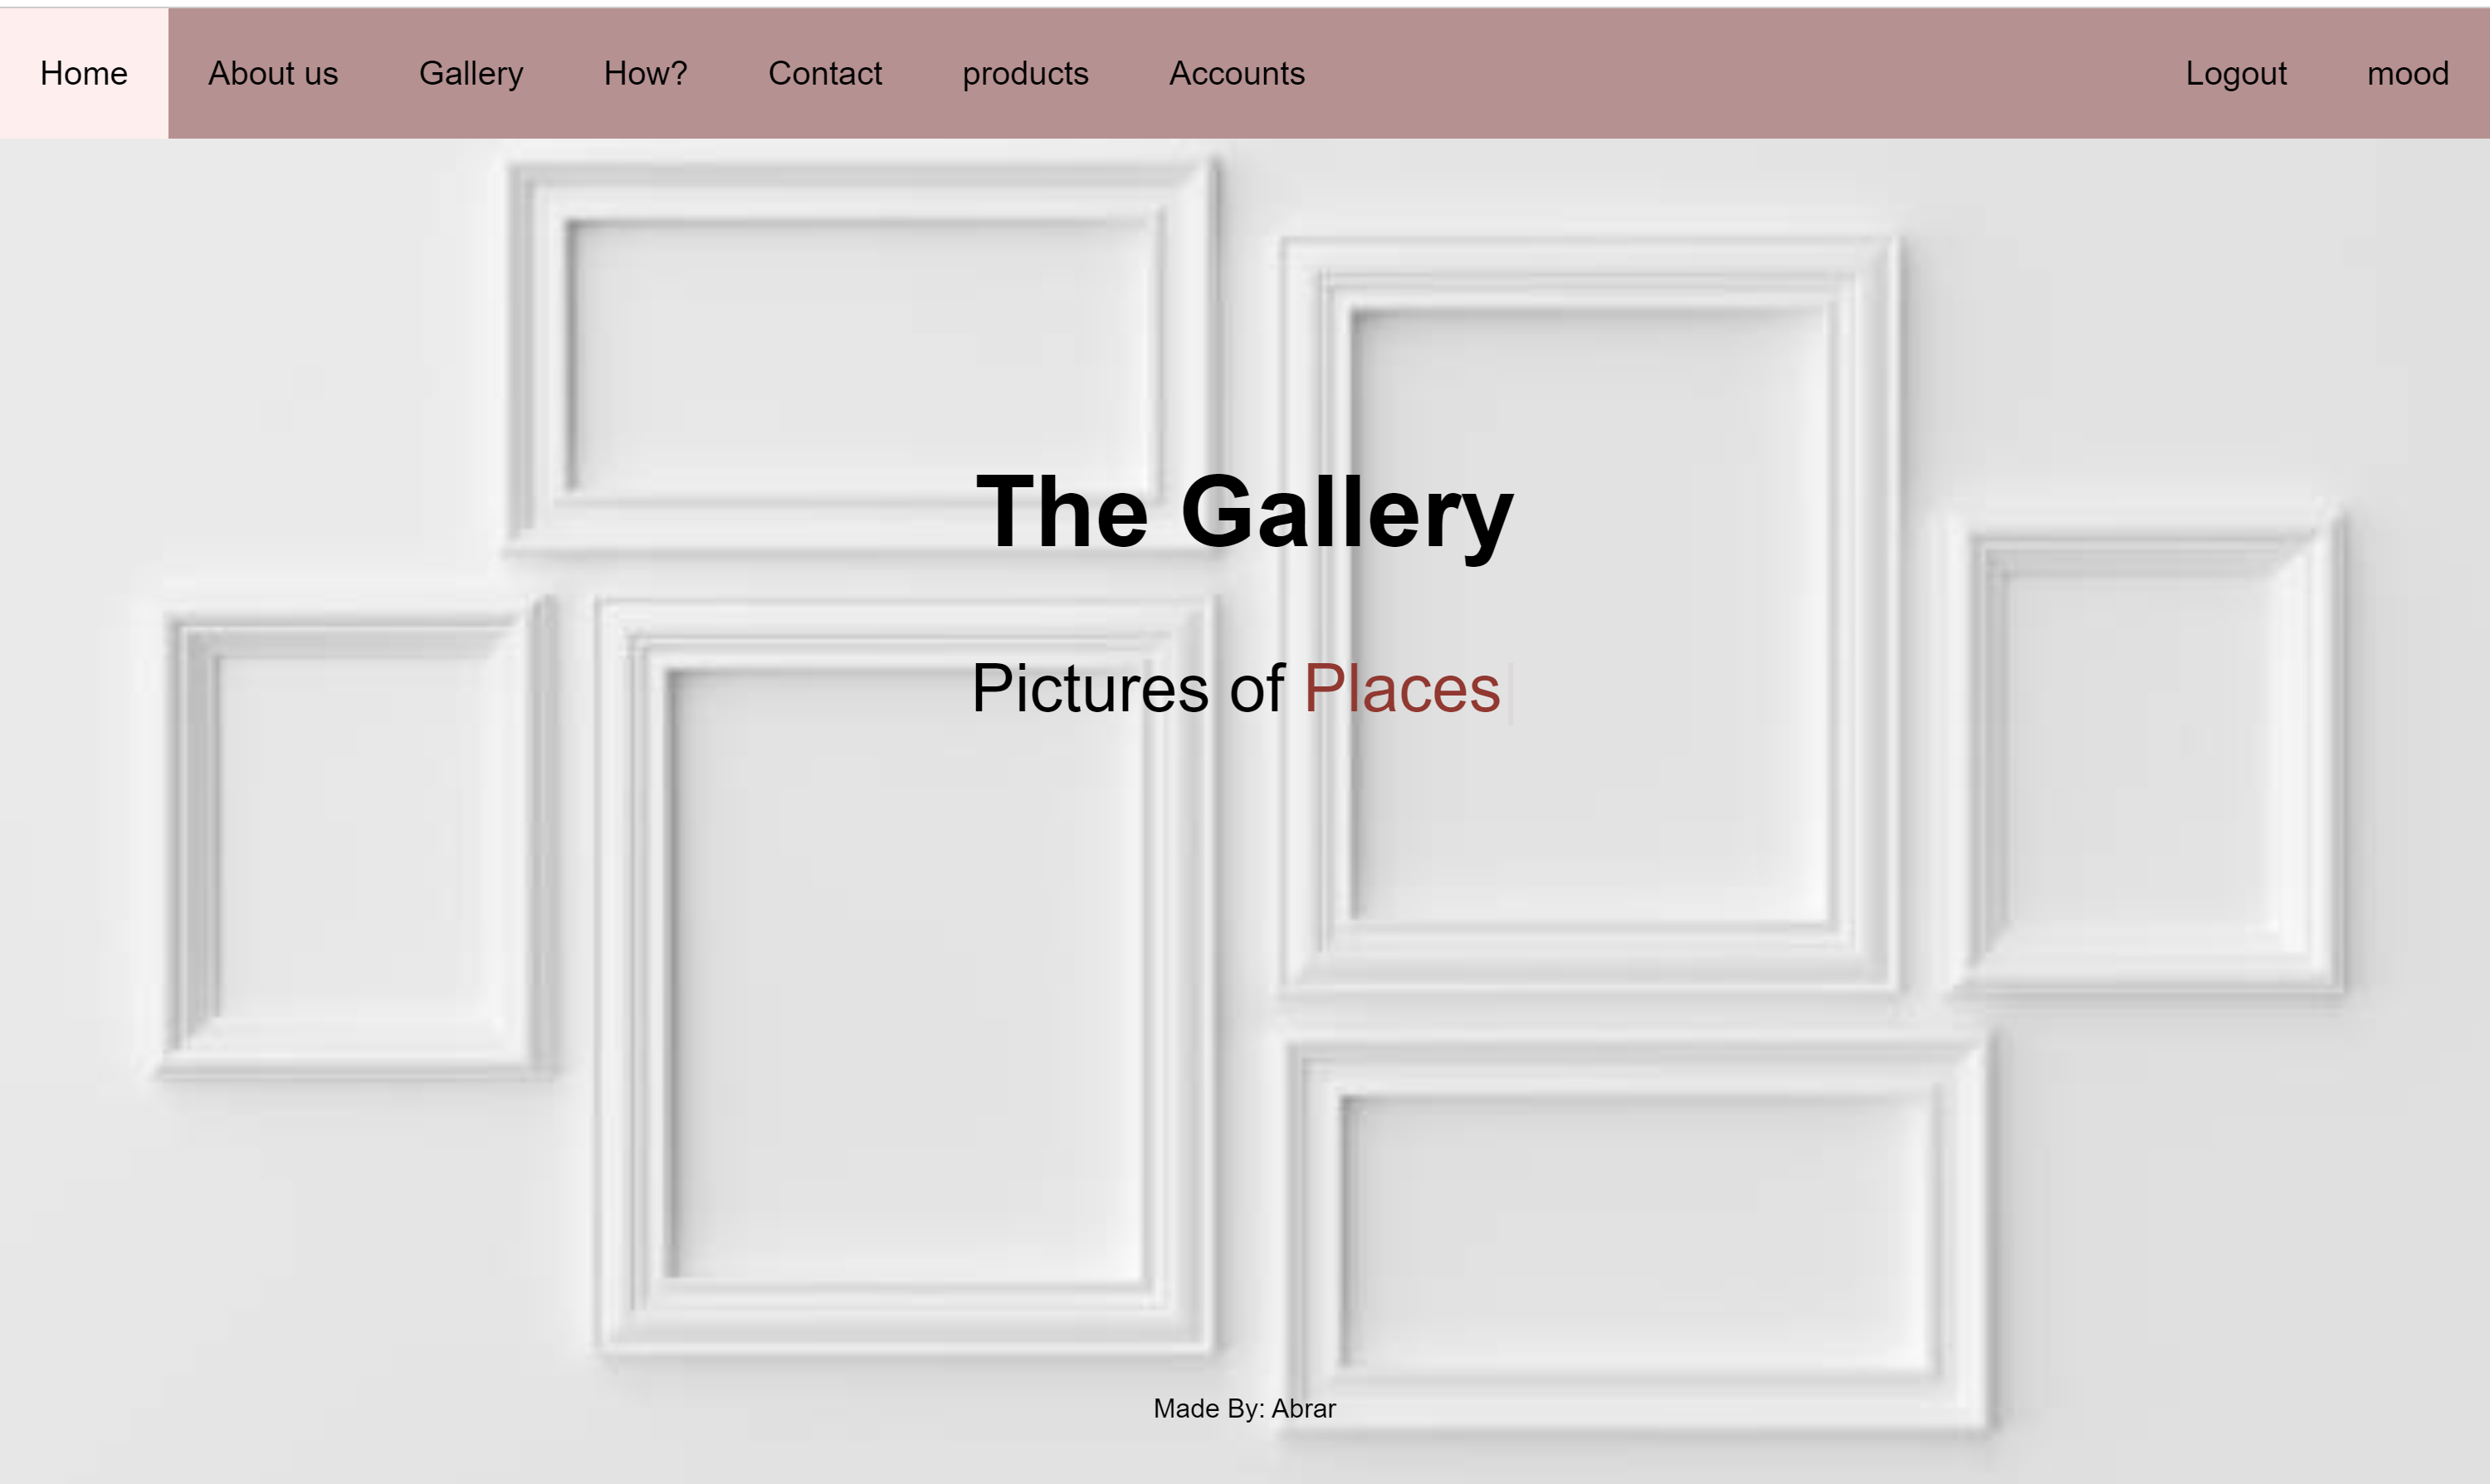 Home About us Gallery How? Contact products Accounts Logout mood
The Gallery
Pictures of Places
Made By: Abrar